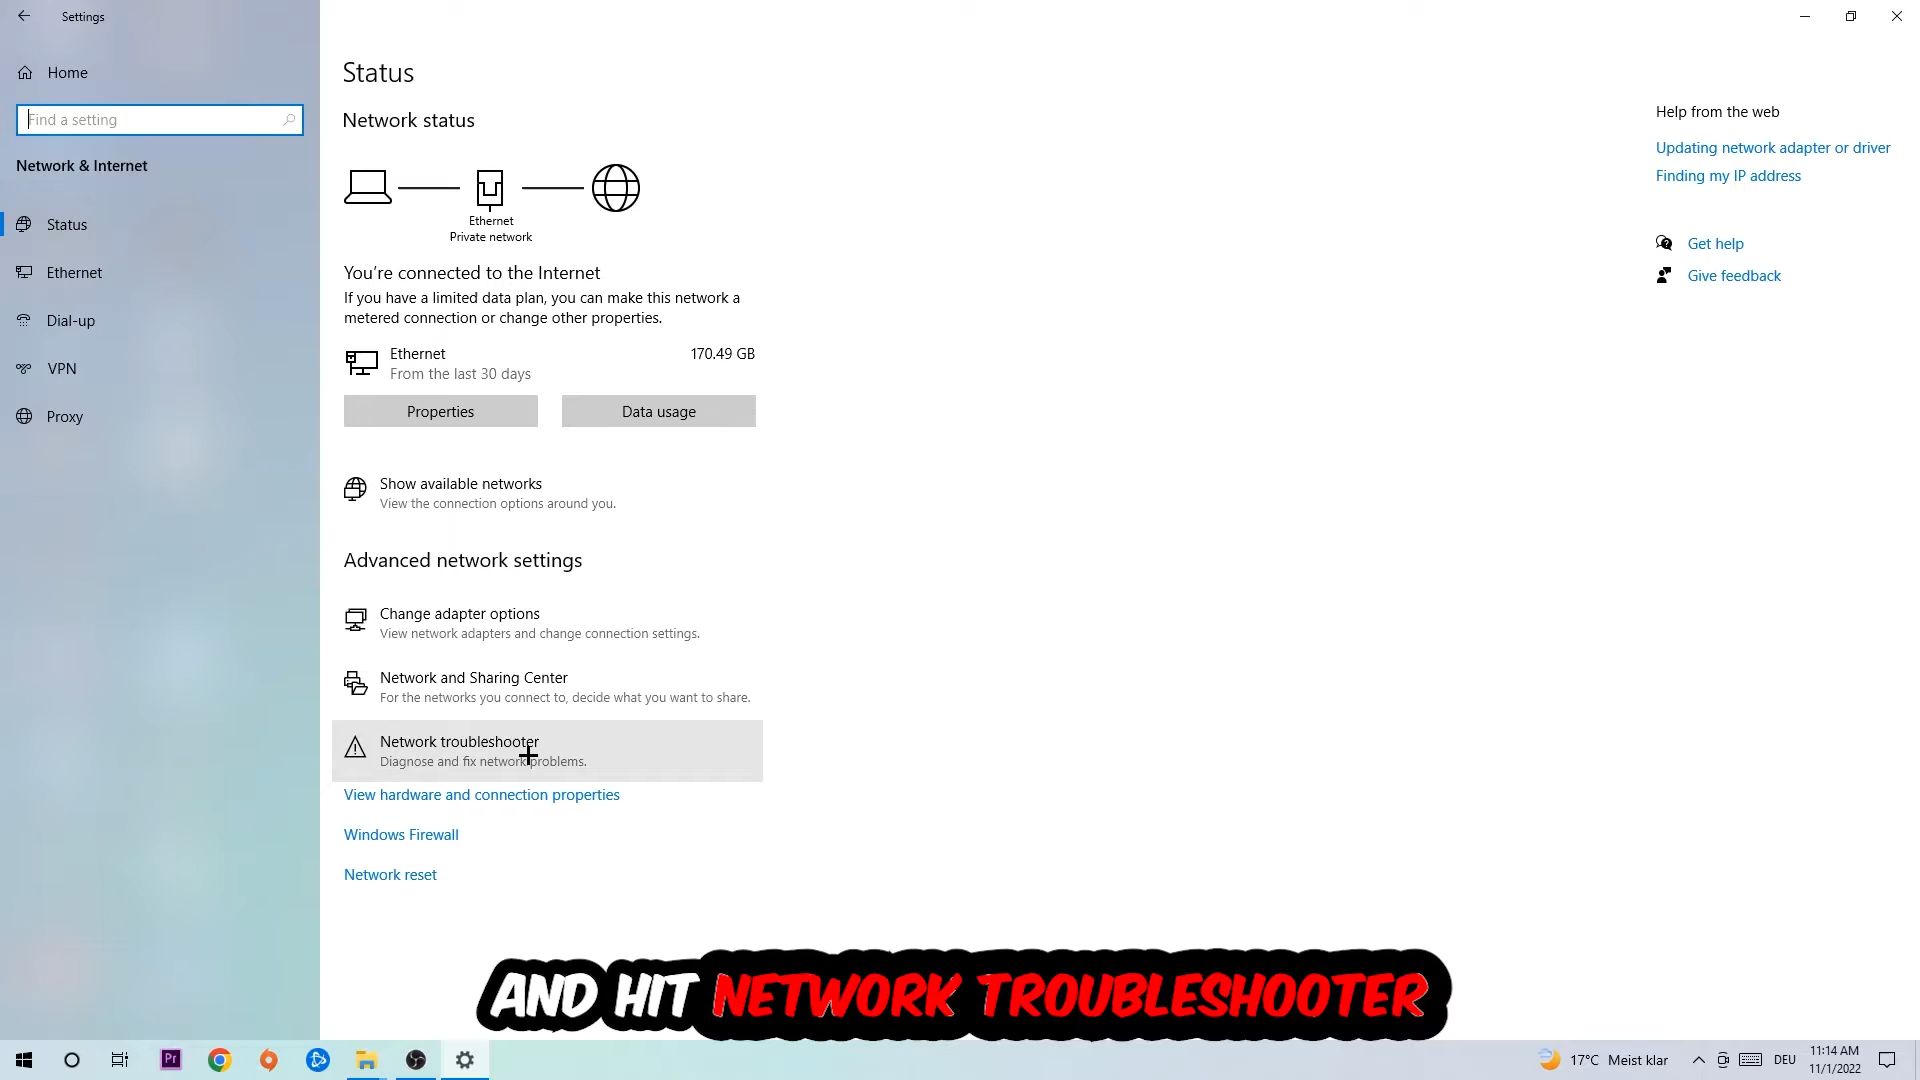 Settings
Home
Find a setting
Network & Internet
Status
Ethernet
Dial-up
VPN
Proxy
Status
Network status
Ethernet
Private network
You're connected to the Internet
If you have a limited data plan, you can make this network a
metered connection or change other properties.
Ethernet 170.49 GB
From the last 30 days
Properties Data usage
Show available networks
View the connection options around you.
Advanced network settings
Change adapter options
View network adapters and change connection settings.
Network and Sharing Center
For the networks you connect to, decide what you want to share.
Network troubleshooter
Diagnose and fix network problems.
View hardware and connection properties
Windows Firewall
Network reset
Help from the web
Updating network adapter or driver
Finding my IP address
Get help
Give feedback
AND HIT NETWORK TROUBLESHOOTER
Pr
17°C Meist klar
DEU
11:14 AM
11/1/2022